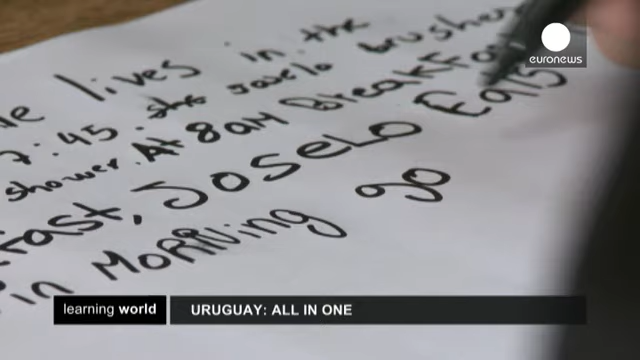 euronews
lives in the
7:45 . she Joselo brushes
shower. At 8am Breakfa
fast, Joselo Eats
in Morning go
learning world
URUGUAY: ALL IN ONE